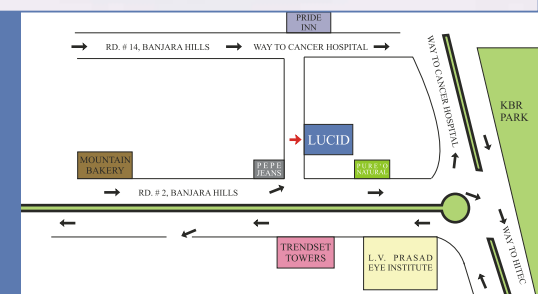 PRIDE
INN
RD. # 14, BANJARA HILLS
WAY TO CANCER HOSPITAL
WAY TO CANCER HOSPITAL
KBR
PARK
LUCID
MOUNTAIN
BAKERY
PEPE
JEANS
PURE'O
NATURAL
RD. # 2, BANJARA HILLS
WAY TO HITEC
TRENDSET
TOWERS
L.V. PRASAD
EYE INSTITUTE